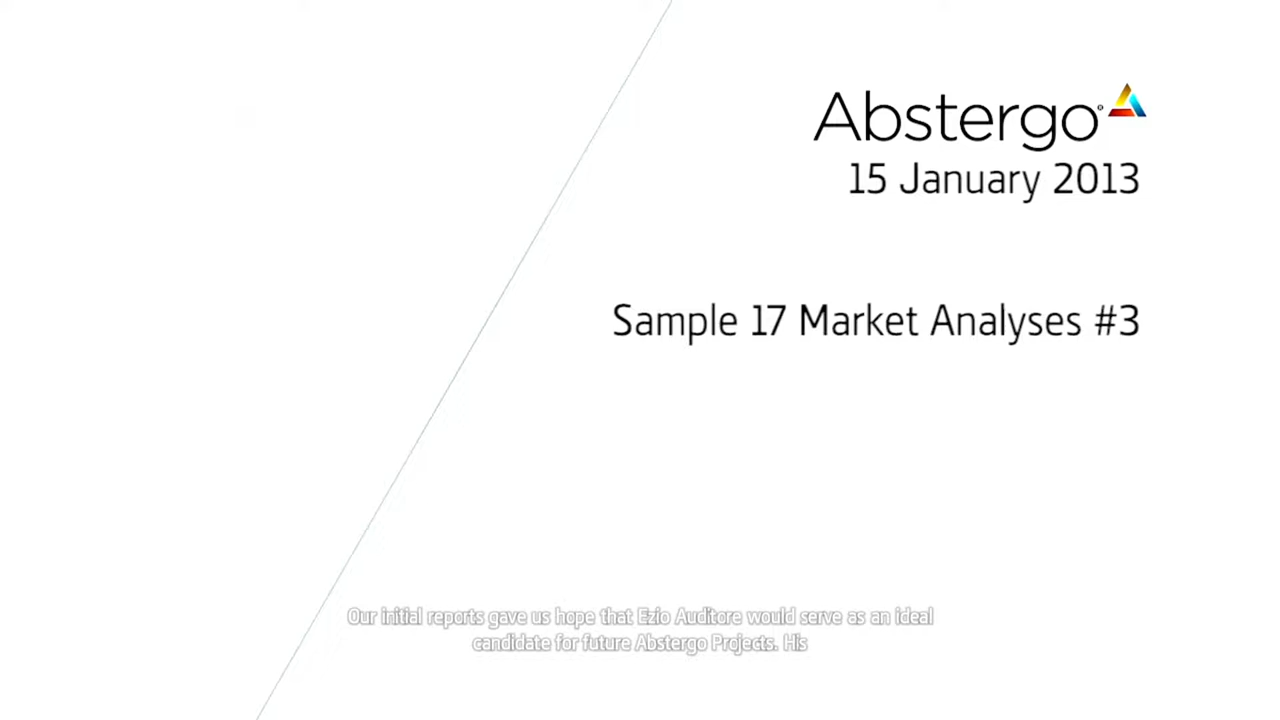 Abstergo®
15 January 2013
Sample 17 Market Analyses #3
Our initial reports gave us hope that Ezio Auditore would serve as an ideal
candidate for future Abstergo Projects. His